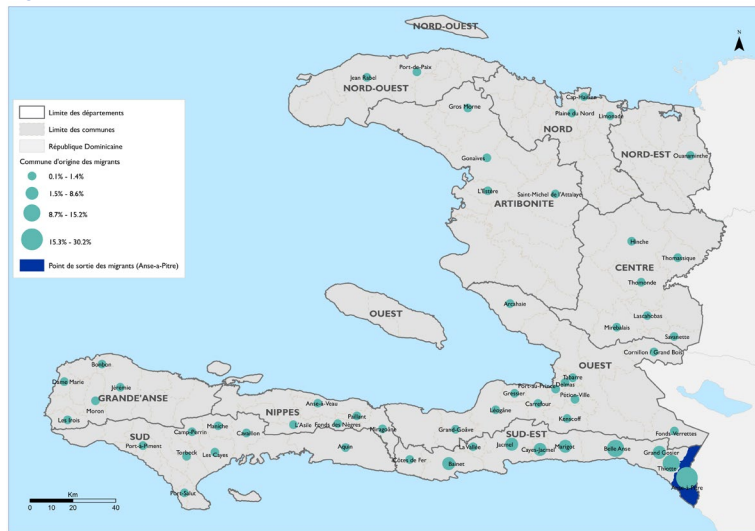 NORD-OUEST
N
Port-de-Paix
Jean Rabel
NORD-OUEST
Cap-Haitien
Gros Morne
Plaine du Nord
Limonade
NORD
NORD-EST
Ouanaminthe
Gonaïves
L'Estère
Saint-Michel de l'Attalaye
ARTIBONITE
Limite des départements
Limite des communes
République Dominicaine
Commune d'origine des migrants
0.1% - 1.4%
1.5% - 8.6%
8.7% - 15.2%
15.3% - 30.2%
Point de sortie des migrants (Anse-a-Pitre)
Hinche
Thomassique
CENTRE
Thomonde
Arcahaie
Lascahobas
Mirebalais
Savanette
OUEST
Cornillon / Grand Bois
OUEST
Tabarre
Port-au-Prince
Delmas
Gressier
Pétion-Ville
Carrefour
Léogâne
Kenscoff
Bonbon
Dame Marie
Jérémie
GRANDE'ANSE
Moron
Les Irois
Anse-a-Veau
NIPPES
Paillant
L'Asile
Fonds des Nègres
Miragoâne
Grand-Goâve
Fonds-Verrettes
SUD
Camp-Perrin
Maniche
Cavaillon
Port-à-Piment
Torbeck
Les Cayes
Aquin
Port-Salut
SUD-EST
La Vallée
Jacmel
Cayes-Jacmel
Marigot
Belle Anse
Grand Gosier
Côtes de Fer
Bainet
Thiotte
Anse-à-Pitre
Km
0 10 20 40